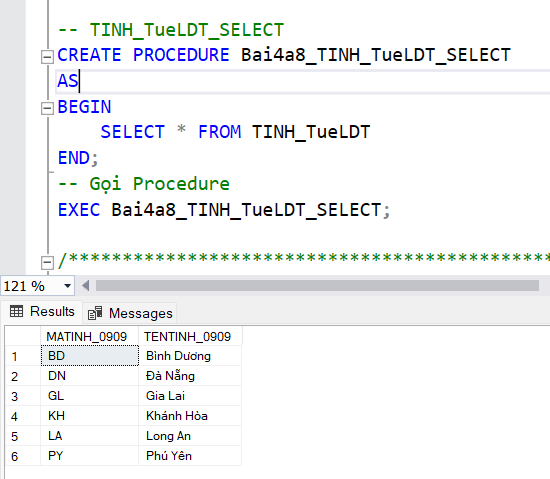 -- TINH_TueLDT_SELECT
CREATE PROCEDURE Bai4a8_TINH_TueLDT_SELECT
AS
BEGIN
SELECT * FROM TINH_TueLDT
END;
-- Gọi Procedure
EXEC Bai4a8_TINH_TueLDT_SELECT;
/*********************************************
121 %
Results Messages
MATINH_0909 TENTINH_0909
1 BD Bình Dương
2 DN Đà Nẵng
3 GL Gia Lai
4 KH Khánh Hòa
5 LA Long An
6 PY Phú Yên